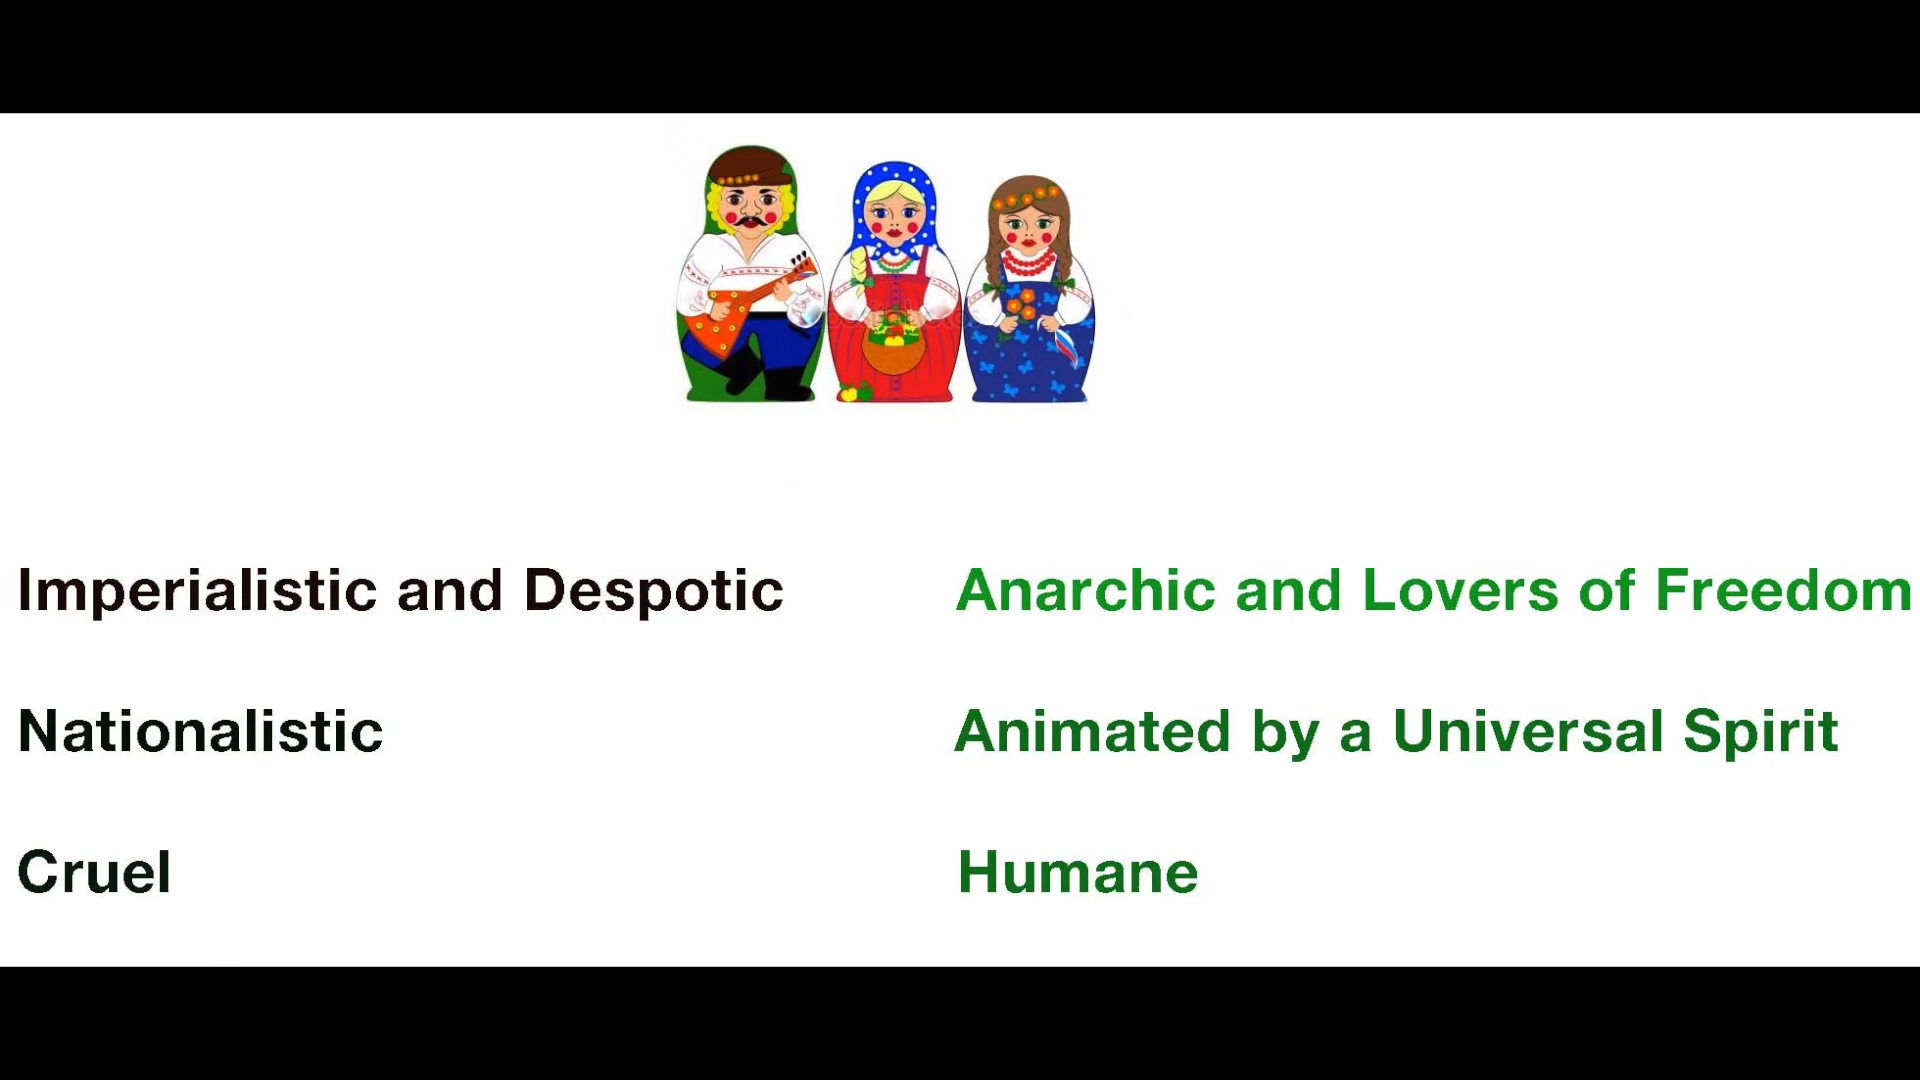 Imperialistic and Despotic
Anarchic and Lovers of Freedom
Nationalistic
Animated by a Universal Spirit
Cruel
Humane